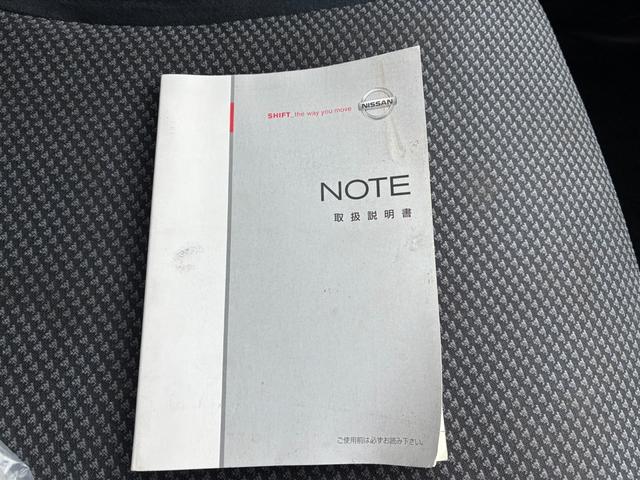 SHIFT_the way you move
NISSAN
NOTE
取扱説明書
ご使用前は必ずお読み下さい。